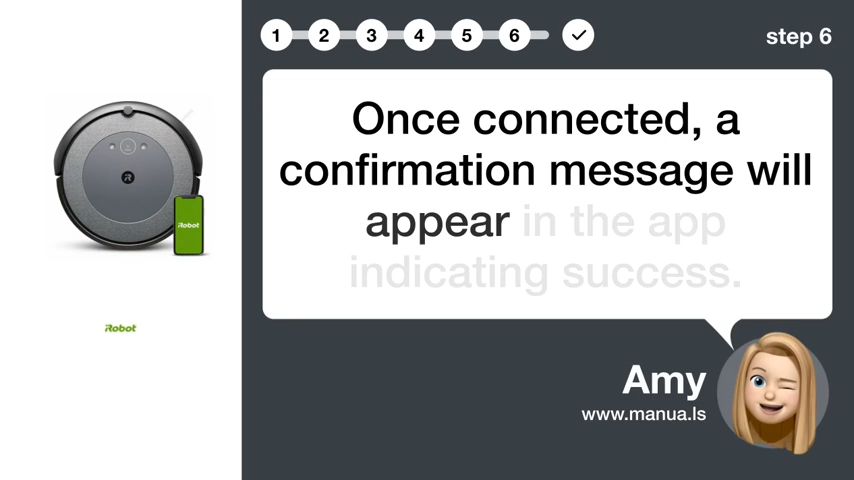 1 2 3 4 5 6
step 6
Once connected, a
confirmation message will
appear in the app
indicating success.
iRobot
iRobot
Amy
www.manua.ls